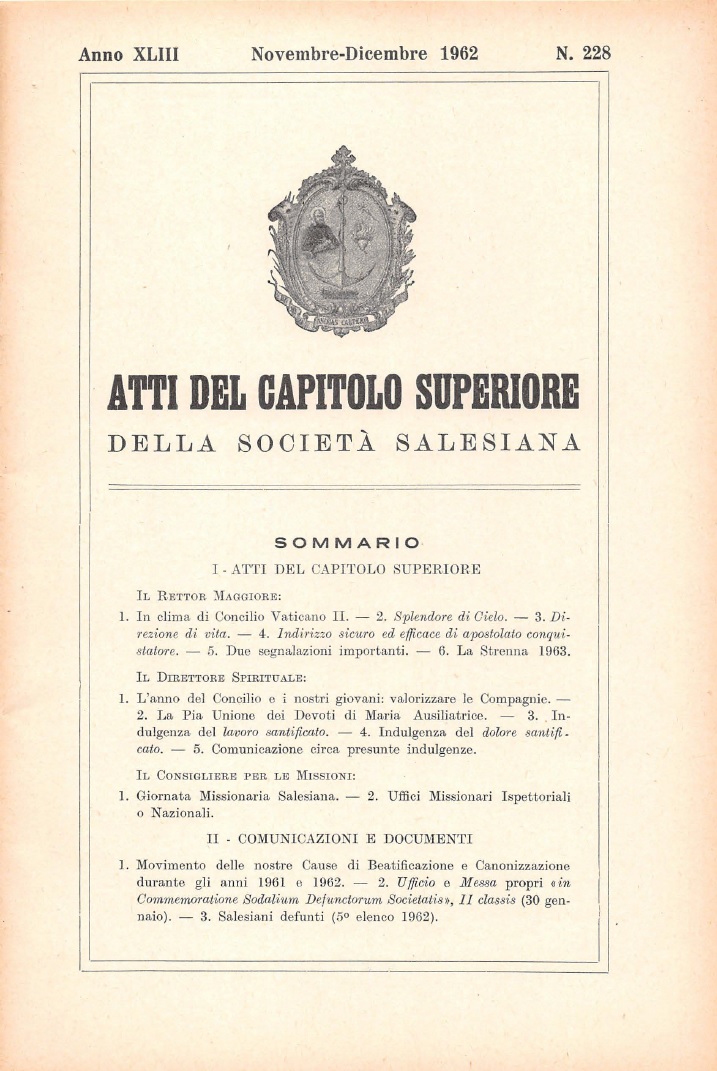 Anno XLIII Novembre-Dicembre 1962 N. 228
ATTI DEL CAPITOLO SUPERIORE
DELLA SOCIETÀ SALESIANA
SOMMARIO
I - ATTI DEL CAPITOLO SUPERIORE
IL RETTOR MAGGIORE:
1. In clima di Concilio Vaticano II. — 2. Splendore di Cielo. — 3. Di-
rezione di vita. — 4. Indirizzo sicuro ed efficace di apostolato conqui-
statore. — 5. Due segnalazioni importanti. — 6. La Strenna 1963.
IL DIRETTORE SPIRITUALE:
1. L'anno del Concilio e i nostri giovani: valorizzare le Compagnie. —
2. La Pia Unione dei Devoti di Maria Ausiliatrice. — 3. In-
dulgenza del lavoro santificato. — 4. Indulgenza del dolore santifi-
cato. — 5. Comunicazione circa presunte indulgenze.
IL CONSIGLIERE PER LE MISSIONI:
1. Giornata Missionaria Salesiana. — 2. Uffici Missionari Ispettoriali
o Nazionali.
II - COMUNICAZIONI E DOCUMENTI
1. Movimento delle nostre Cause di Beatificazione e Canonizzazione
durante gli anni 1961 e 1962. — 2. Ufficio e Messa propri «in
Commemoratione Sodalium Defunctorum Societatis», II classis (30 gen-
naio). — 3. Salesiani defunti (5º elenco 1962).